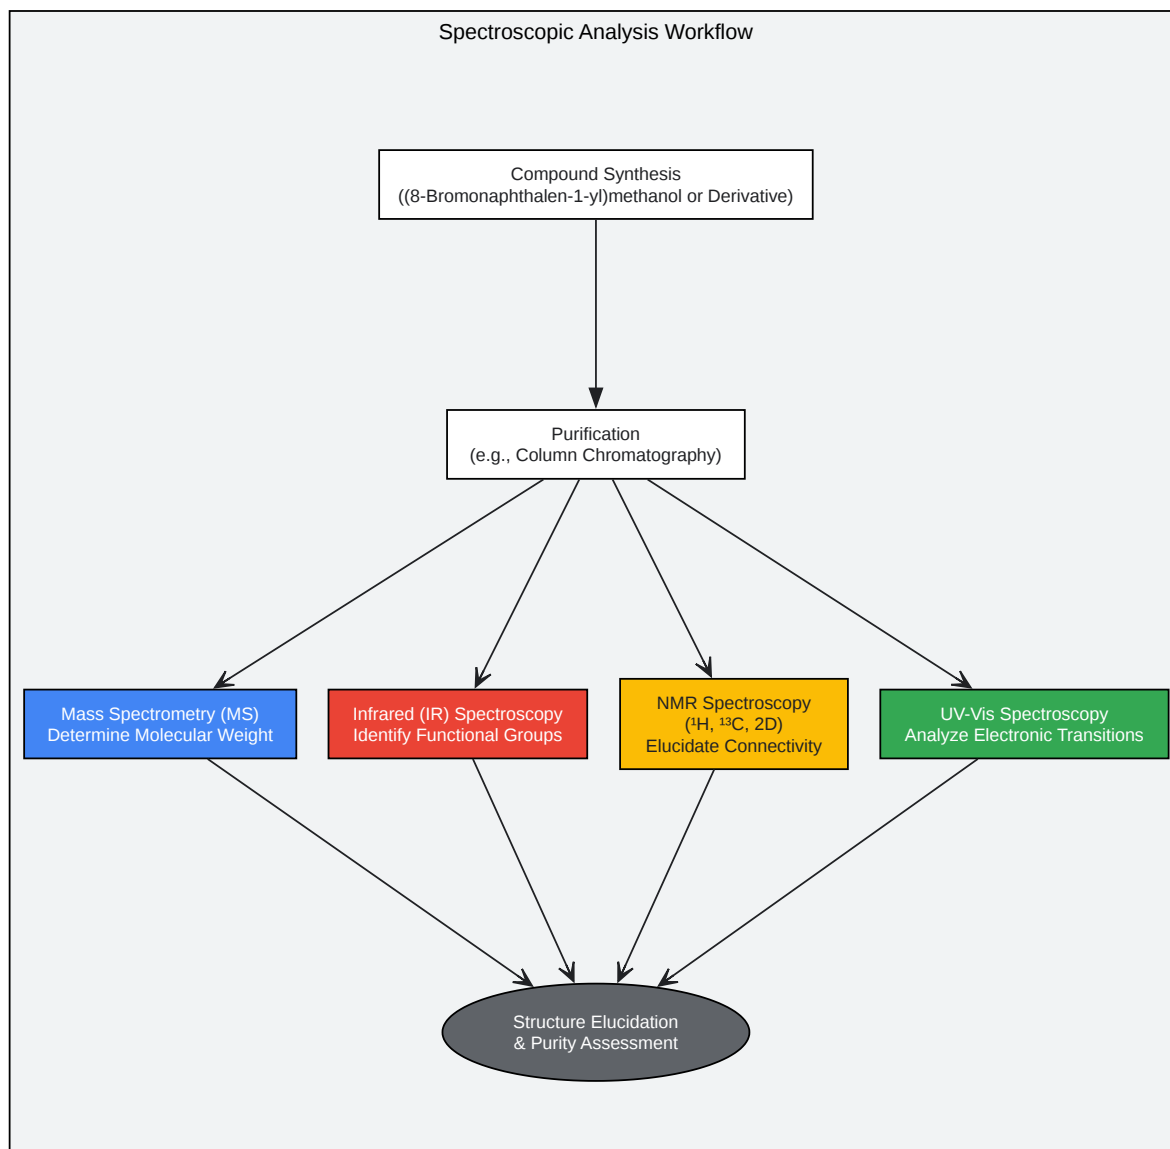 Spectroscopic Analysis Workflow
Compound Synthesis
((8-Bromonaphthalen-1-yl)methanol or Derivative)
Purification
(e.g., Column Chromatography)
Mass Spectrometry (MS)
Determine Molecular Weight
Infrared (IR) Spectroscopy
Identify Functional Groups
NMR Spectroscopy
(¹H, ¹³C, 2D)
Elucidate Connectivity
UV-Vis Spectroscopy
Analyze Electronic Transitions
Structure Elucidation
& Purity Assessment